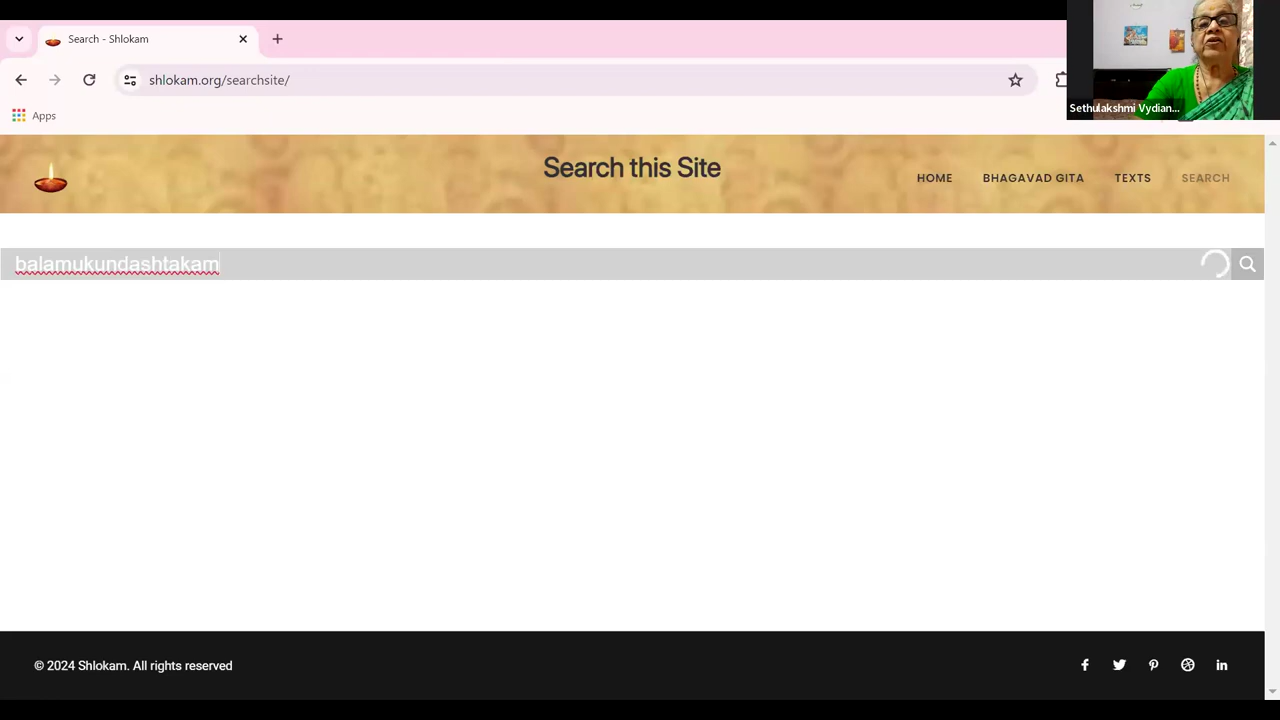 Search - Shlokam
shlokam.org/searchsite/
Sethulakshmi Vydian...
Apps
Search this Site
HOME
BHAGAVAD GITA
TEXTS
SEARCH
balamukundashtakam
© 2024 Shlokam. All rights reserved